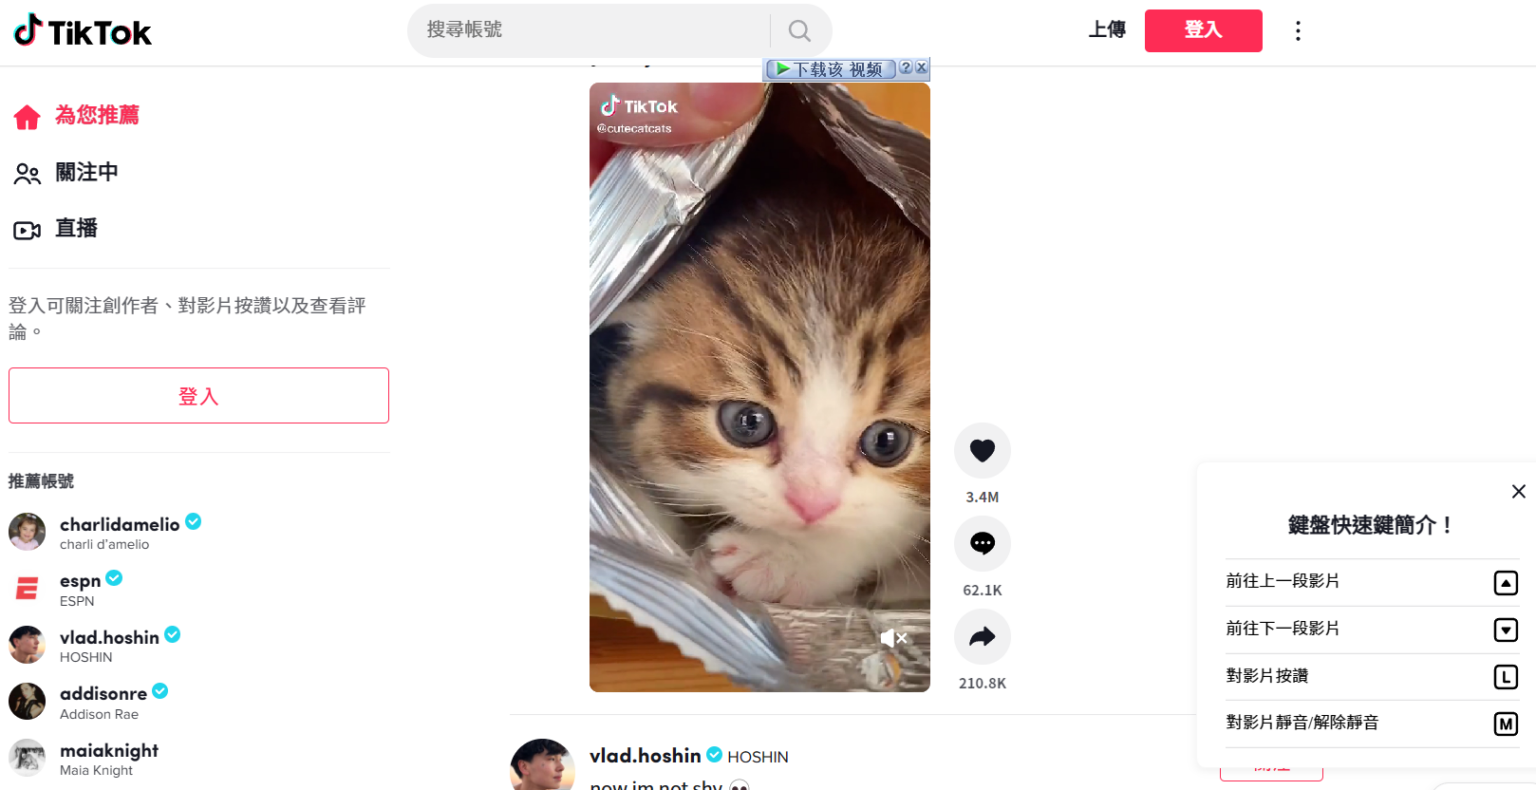 TikTok
搜尋帳號
上傳
登入
下载该 视频
?
x
為您推薦
關注中
直播
登入可關注創作者、對影片按讚以及查看評
論。
登入
推薦帳號
charlidamelio
charli d’amelio
espn
ESPN
vlad.hoshin
HOSHIN
addisonre
Addison Rae
maiaknight
Maia Knight
TikTok
@cutecatcats
3.4M
62.1K
210.8K
vlad.hoshin HOSHIN
now im not shy
鍵盤快速鍵簡介！
前往上一段影片
前往下一段影片
對影片按讚 L
對影片靜音/解除靜音 M